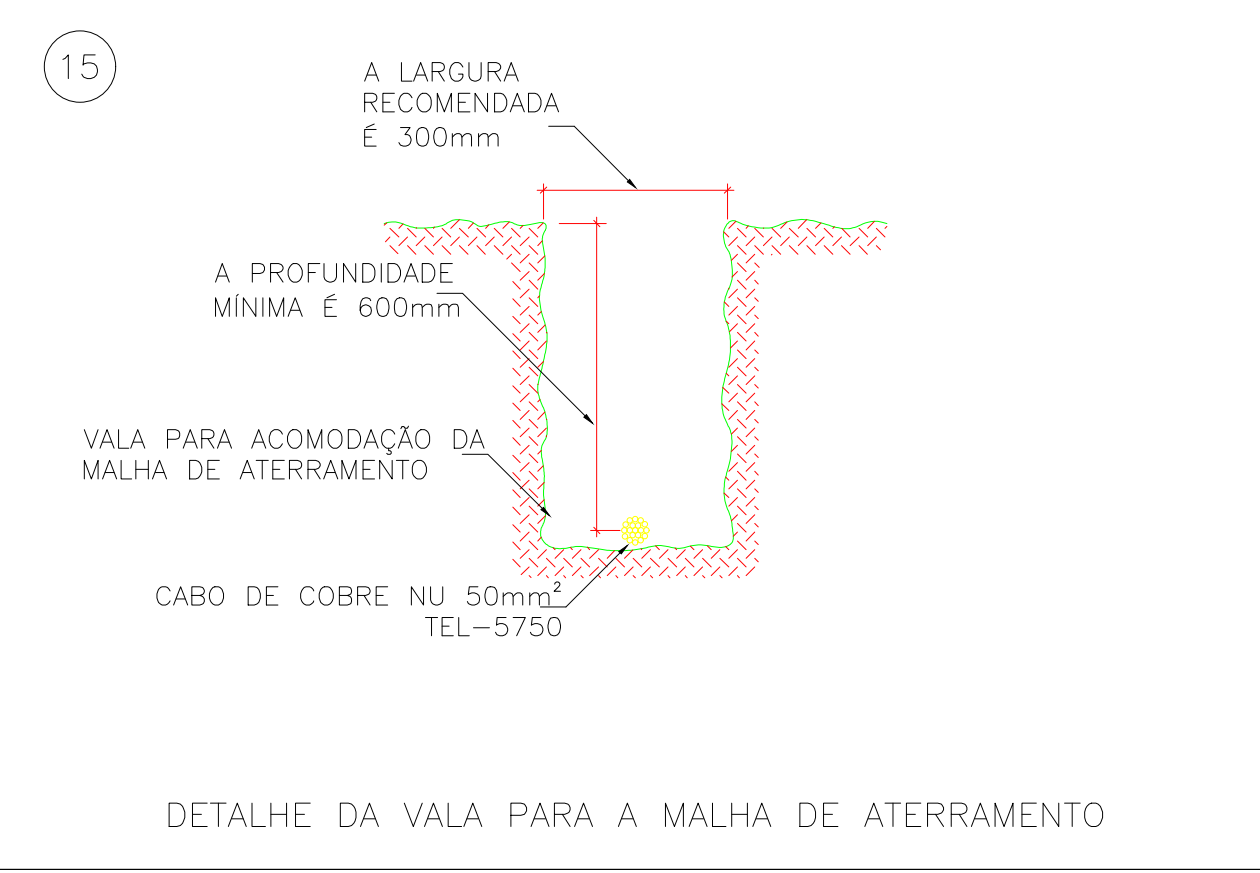 15
A LARGURA
RECOMENDADA
É 300mm
A PROFUNDIDADE
MÍNIMA É 600mm
VALA PARA ACOMODAÇÃO DA
MALHA DE ATERRAMENTO
CABO DE COBRE NU 50mm²
TEL-5750
DETALHE DA VALA PARA A MALHA DE ATERRAMENTO